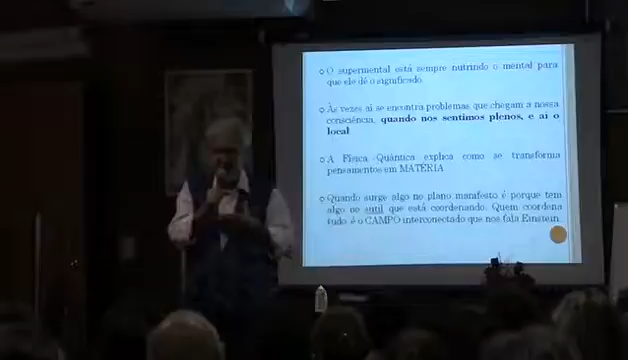 O supermental está sempre nutrindo o mental para
que ele dê o significado.
Às vezes aí se encontra problemas que chegam a nossa
consciência, quando nos sentimos plenos, e aí o
local
A Física Quântica explica como se transforma
pensamentos em MATÉRIA
Quando surge algo no plano manifesto é porque tem
algo no sutil que está coordenando. Quem coordena
tudo é o CAMPO interconectado que nos fala Einstein